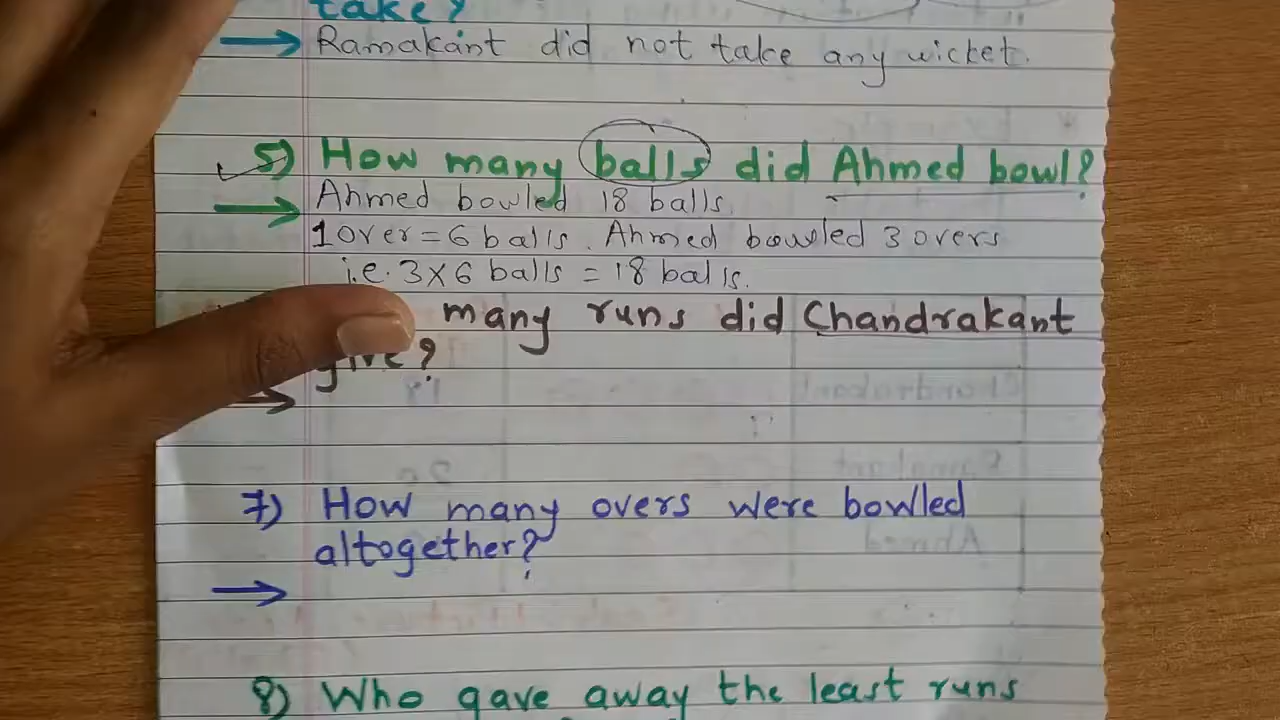 take?
Ramakant did not take any wicket.
5) How many balls did Ahmed bowl?
Ahmed bowled 18 balls.
1 Over = 6 balls. Ahmed bowled 3 overs
i.e. 3 x 6 balls = 18 balls.
many runs did Chandrakant
give?
7) How many overs were bowled
altogether?
8) Who gave away the least runs